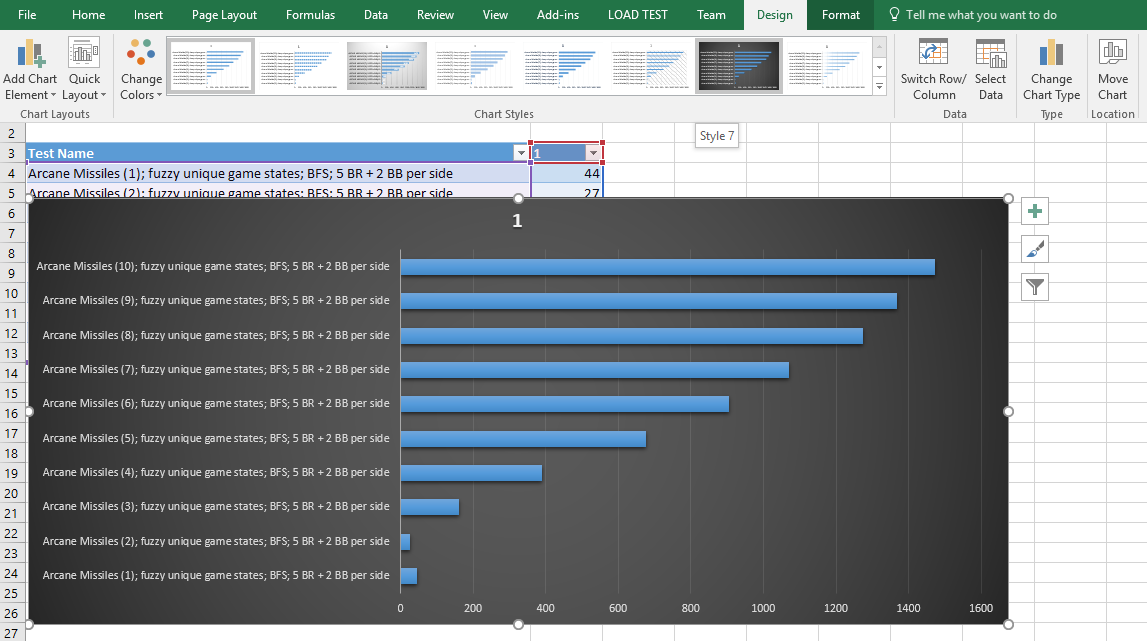 File Home Insert Page Layout Formulas Data Review View Add-ins LOAD TEST Team Design Format Tell me what you want to do
Add Chart Quick Change Switch Row/ Select Change Move
Element Layout Colors Column Data Chart Type Chart
Chart Layouts Chart Styles Data Type Location
Style 7
2
3 Test Name 1
4 Arcane Missiles (1); fuzzy unique game states; BFS; 5 BR + 2 BB per side 44
5 Arcane Missiles (2); fuzzy unique game states; BFS; 5 BR + 2 BB per side 27
6
7
8
9
10
11
12
13
14
15
16
17
18
19
20
21
22
23
24
25
26
27
1
Arcane Missiles (10); fuzzy unique game states; BFS; 5 BR + 2 BB per side
Arcane Missiles (9); fuzzy unique game states; BFS; 5 BR + 2 BB per side
Arcane Missiles (8); fuzzy unique game states; BFS; 5 BR + 2 BB per side
Arcane Missiles (7); fuzzy unique game states; BFS; 5 BR + 2 BB per side
Arcane Missiles (6); fuzzy unique game states; BFS; 5 BR + 2 BB per side
Arcane Missiles (5); fuzzy unique game states; BFS; 5 BR + 2 BB per side
Arcane Missiles (4); fuzzy unique game states; BFS; 5 BR + 2 BB per side
Arcane Missiles (3); fuzzy unique game states; BFS; 5 BR + 2 BB per side
Arcane Missiles (2); fuzzy unique game states; BFS; 5 BR + 2 BB per side
Arcane Missiles (1); fuzzy unique game states; BFS; 5 BR + 2 BB per side
0 200 400 600 800 1000 1200 1400 1600